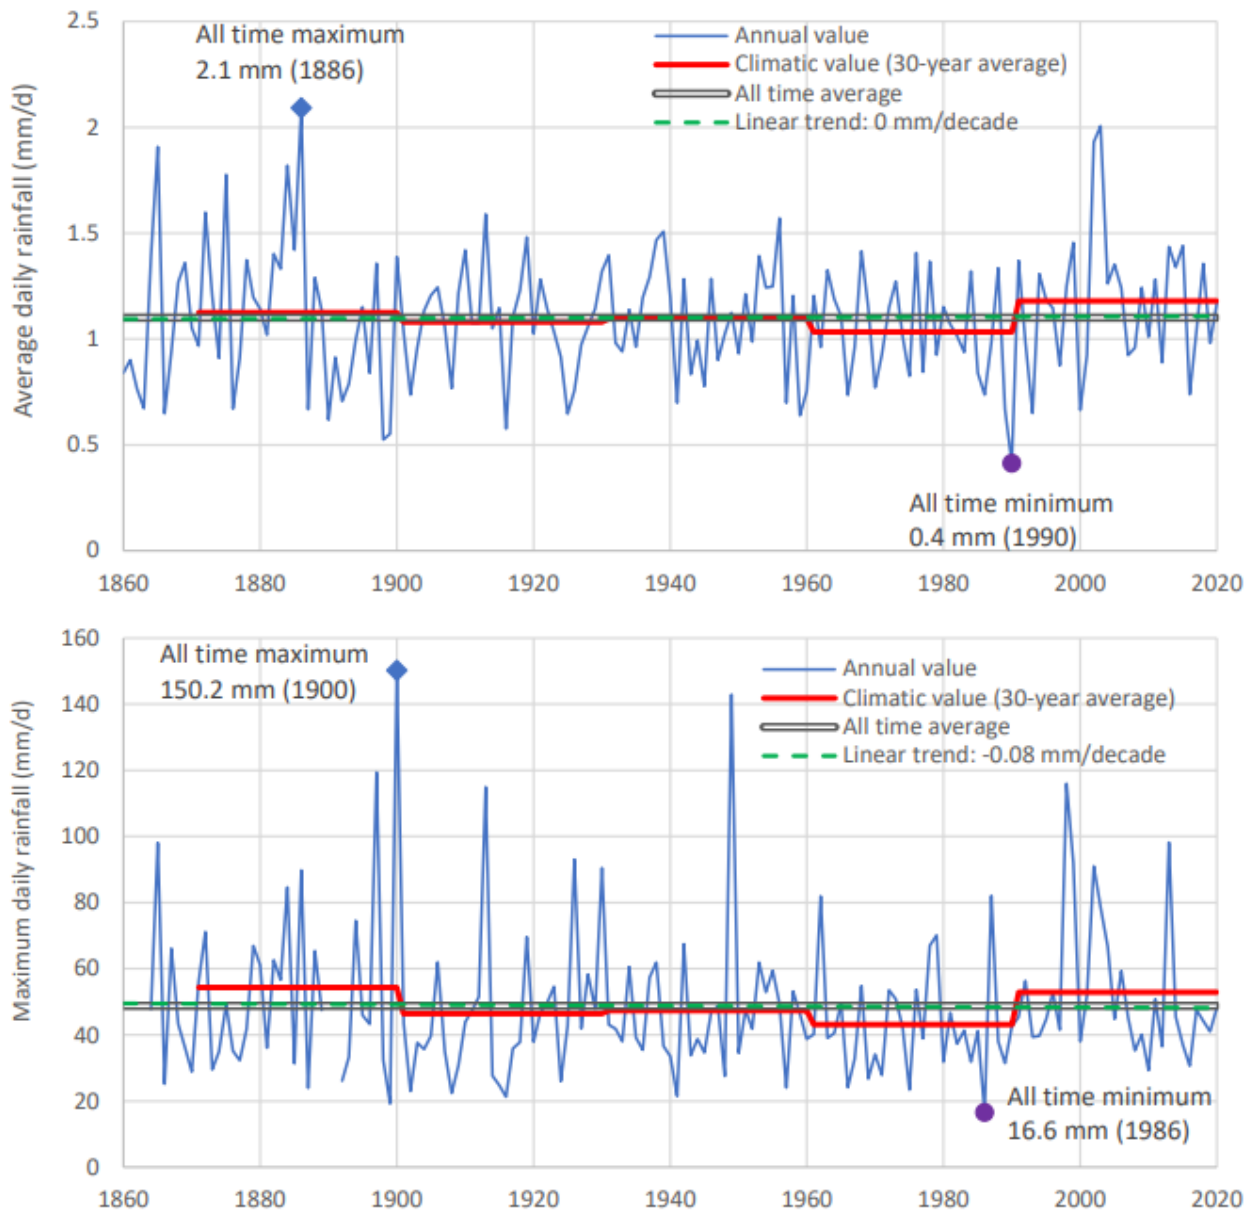 2.5
All time maximum
2.1 mm (1886)
Annual value
Climatic value (30-year average)
All time average
Linear trend: 0 mm/decade
2
1.5
1
0.5
0
Average daily rainfall (mm/d)
All time minimum
0.4 mm (1990)
1860 1880 1900 1920 1940 1960 1980 2000 2020
160
All time maximum
150.2 mm (1900)
Annual value
Climatic value (30-year average)
All time average
Linear trend: -0.08 mm/decade
140
120
100
80
60
40
20
0
Maximum daily rainfall (mm/d)
All time minimum
16.6 mm (1986)
1860 1880 1900 1920 1940 1960 1980 2000 2020